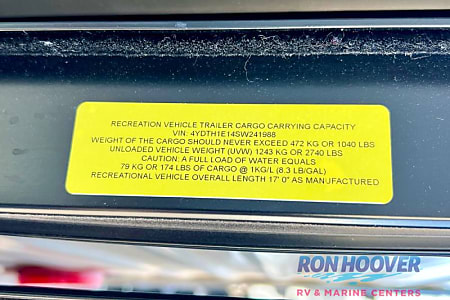 RECREATION VEHICLE TRAILER CARGO CARRYING CAPACITY
VIN: 4YDTH1E14SW241988
WEIGHT OF THE CARGO SHOULD NEVER EXCEED 472 KG OR 1040 LBS
UNLOADED VEHICLE WEIGHT (UVW) 1243 KG OR 2740 LBS
CAUTION: A FULL LOAD OF WATER EQUALS
79 KG OR 174 LBS OF CARGO @ 1KG/L (8.3 LB/GAL)
RECREATIONAL VEHICLE OVERALL LENGTH 17' 0" AS MANUFACTURED
RON HOOVER
RV & MARINE CENTERS